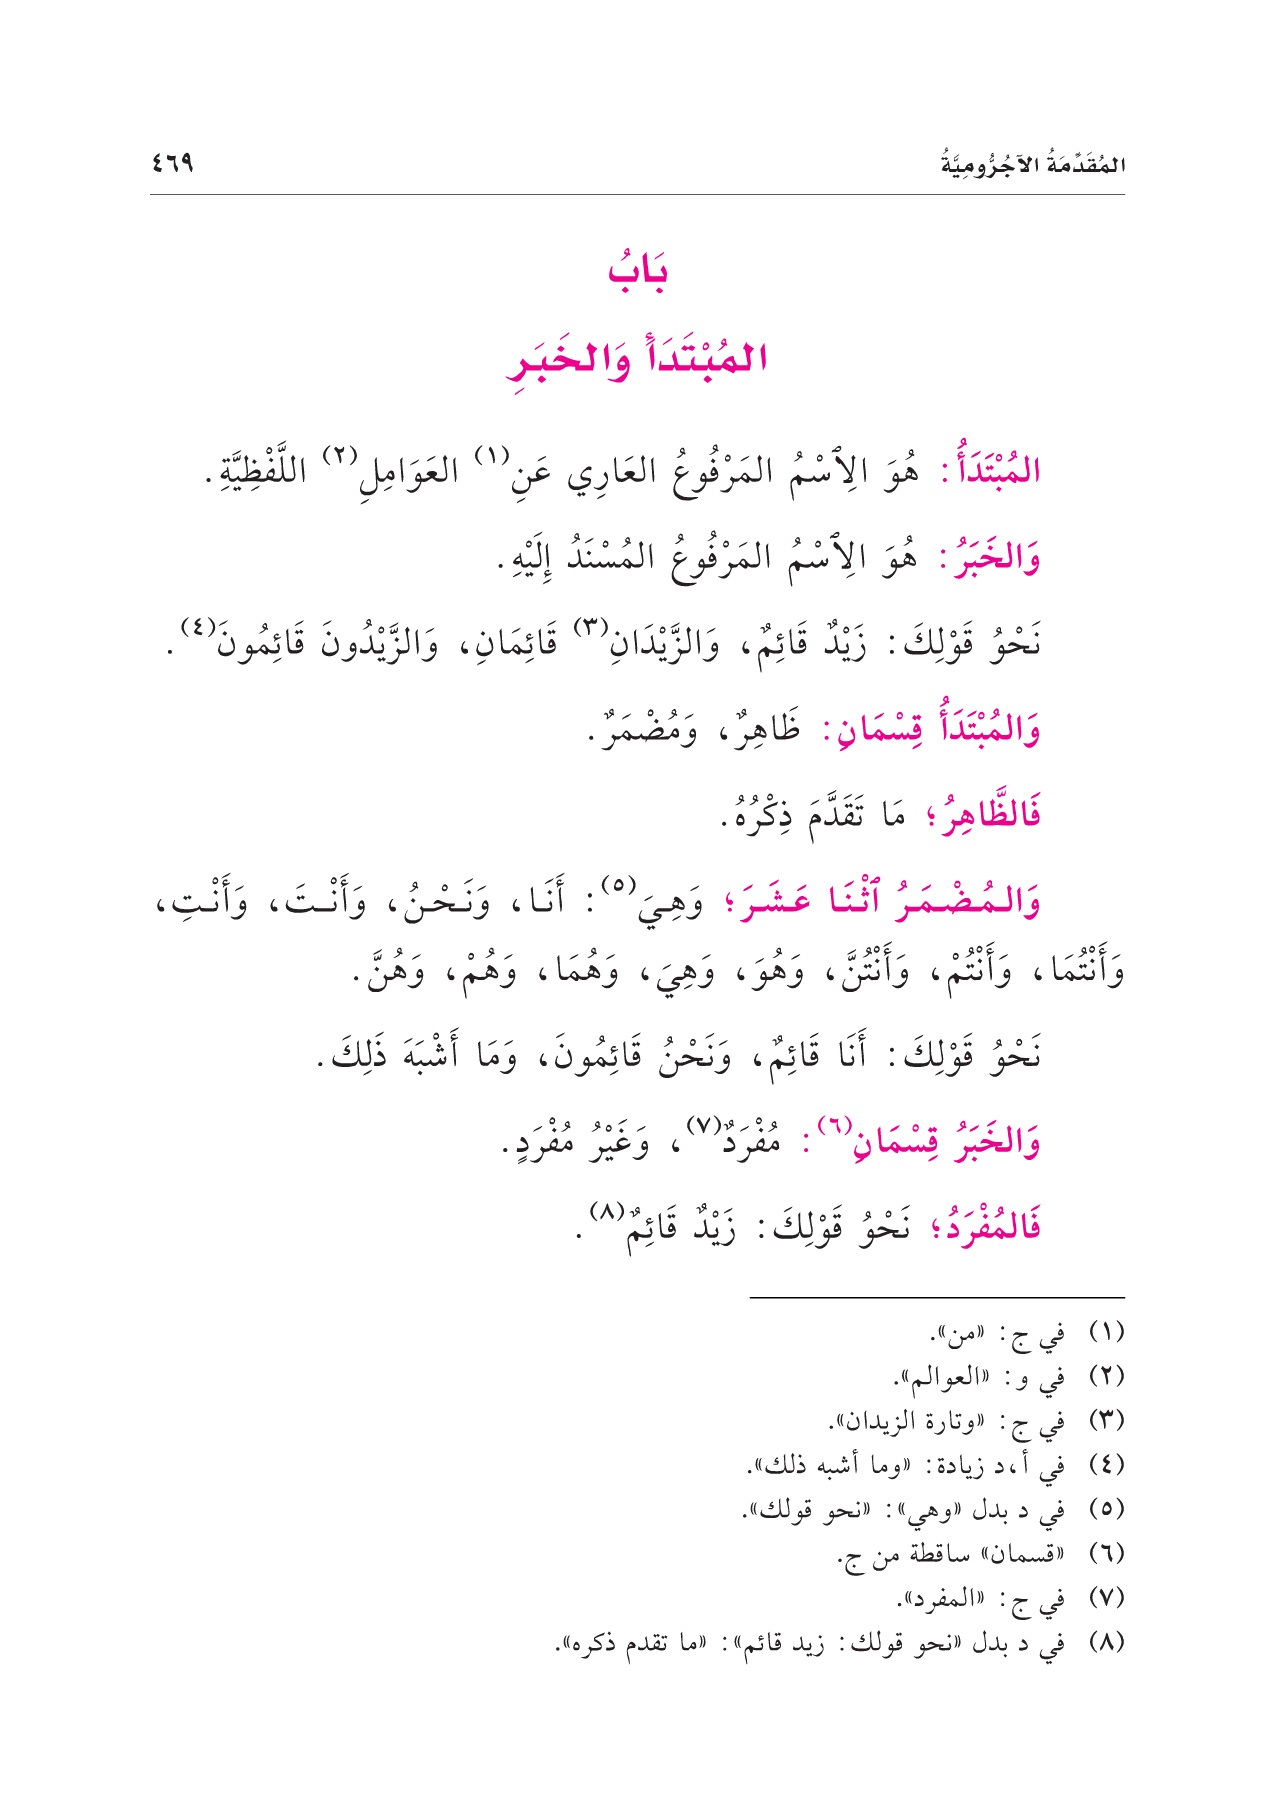 المُقَدِّمَةُ الآجُرُّومِيَّةُ ٤٦٩
بَابُ
المُبْتَدَأِ وَالخَبَرِ
المُبْتَدَأُ: هُوَ الِٱسْمُ المَرْفُوعُ العَارِي عَنِ(١) العَوَامِلِ(٢) اللَّفْظِيَّةِ.
وَالخَبَرُ: هُوَ الِٱسْمُ المَرْفُوعُ المُسْنَدُ إِلَيْهِ.
نَحْوُ قَوْلِكَ: زَيْدٌ قَائِمٌ، وَالزَّيْدَانِ(٣) قَائِمَانِ، وَالزَّيْدُونَ قَائِمُونَ(٤).
وَالمُبْتَدَأُ قِسْمَانِ: ظَاهِرٌ، وَمُضْمَرٌ.
فَالظَّاهِرُ؛ مَا تَقَدَّمَ ذِكْرُهُ.
وَالمُضْمَرُ ٱثْنَا عَشَرَ؛ وَهِيَ(٥): أَنَا، وَنَحْنُ، وَأَنْتَ، وَأَنْتِ،
وَأَنْتُمَا، وَأَنْتُمْ، وَأَنْتُنَّ، وَهُوَ، وَهِيَ، وَهُمَا، وَهُمْ، وَهُنَّ.
نَحْوُ قَوْلِكَ: أَنَا قَائِمٌ، وَنَحْنُ قَائِمُونَ، وَمَا أَشْبَهَ ذَلِكَ.
وَالخَبَرُ قِسْمَانِ(٦): مُفْرَدٌ(٧)، وَغَيْرُ مُفْرَدٍ.
فَالمُفْرَدُ؛ نَحْوُ قَوْلِكَ: زَيْدٌ قَائِمٌ(٨).
(١) في ج: «من».
(٢) في و: «العوالم».
(٣) في ج: «وتارة الزيدان».
(٤) في أ،د زيادة: «وما أشبه ذلك».
(٥) في د بدل «وهي»: «نحو قولك».
(٦) «قسمان» ساقطة من ج.
(٧) في ج: «المفرد».
(٨) في د بدل «نحو قولك: زيد قائم»: «ما تقدم ذكره».